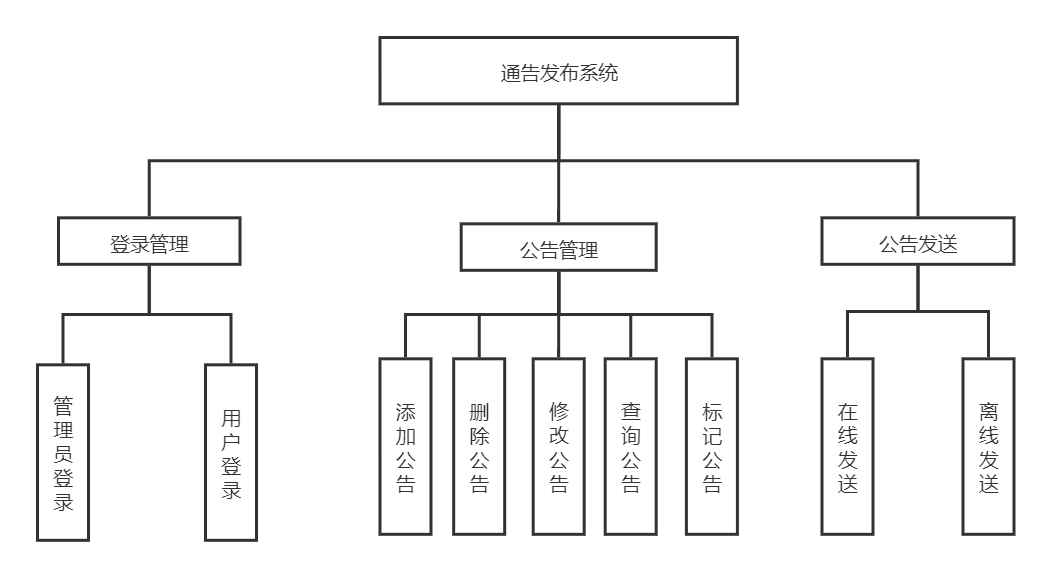 通告发布系统
登录管理
公告管理
公告发送
管理员登录
用户登录
添加公告
删除公告
修改公告
查询公告
标记公告
在线发送
离线发送